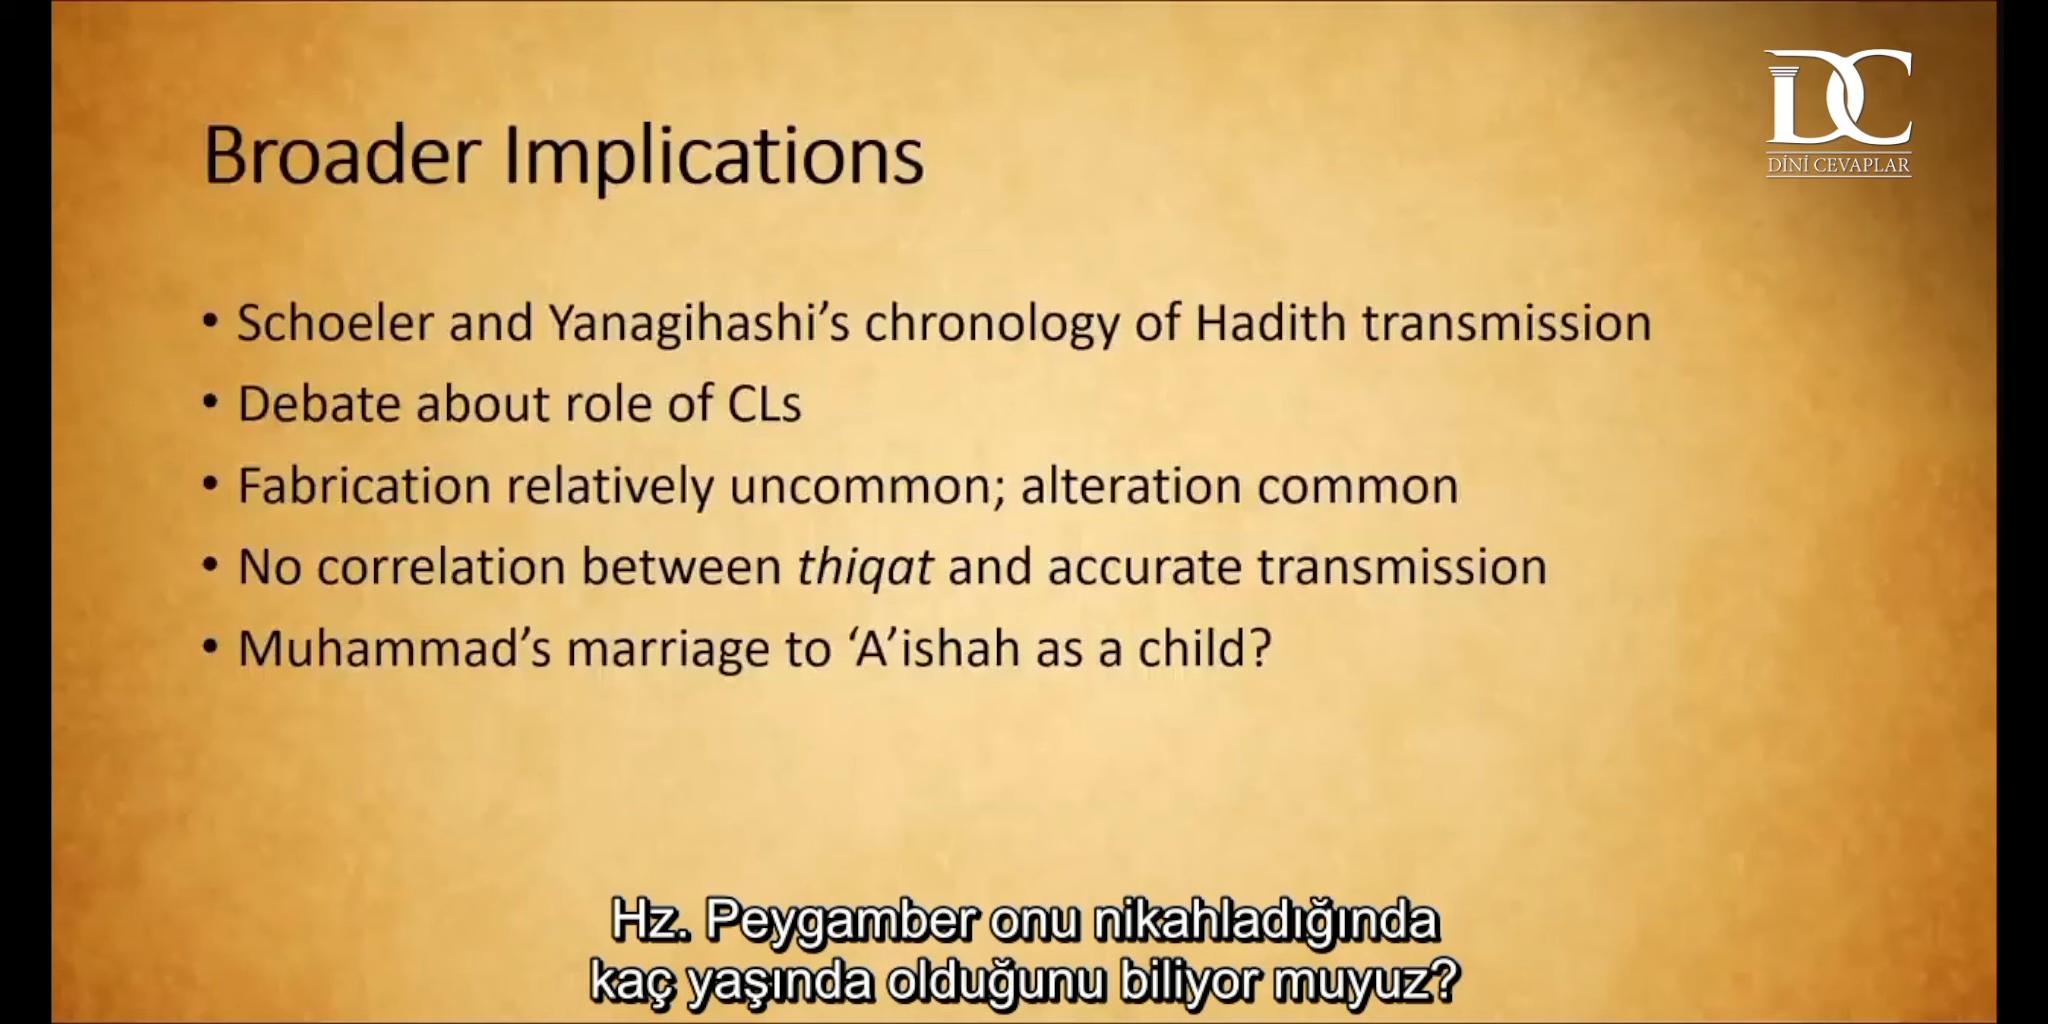 DC
DİNİ CEVAPLAR
Broader Implications
• Schoeler and Yanagihashi’s chronology of Hadith transmission
• Debate about role of CLs
• Fabrication relatively uncommon; alteration common
• No correlation between thiqat and accurate transmission
• Muhammad’s marriage to ‘A’ishah as a child?
Hz. Peygamber onu nikahladığında
kaç yaşında olduğunu biliyor muyuz?